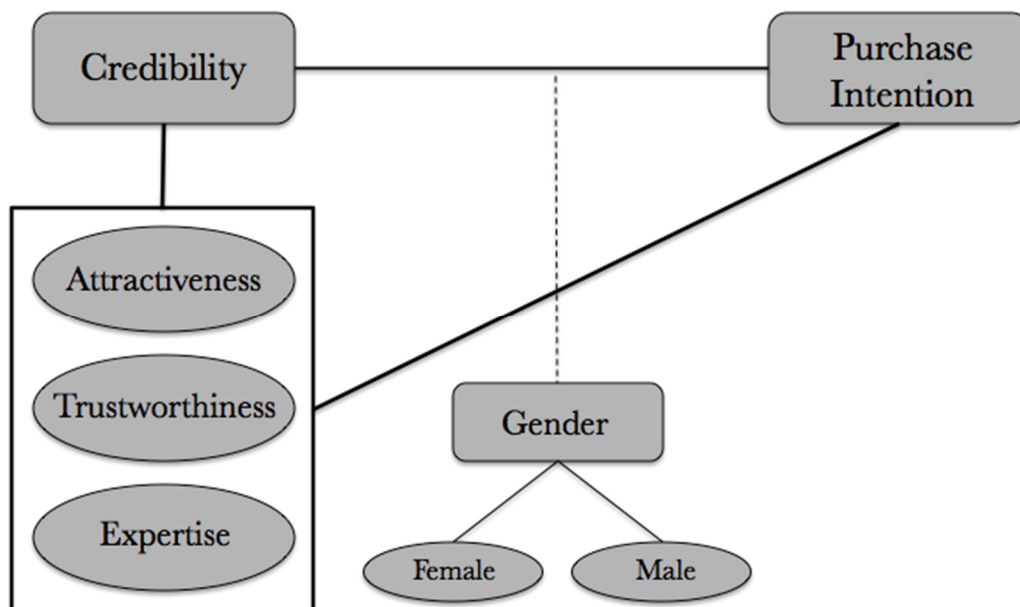 Credibility
Purchase
Intention
Attractiveness
Trustworthiness
Expertise
Gender
Female
Male